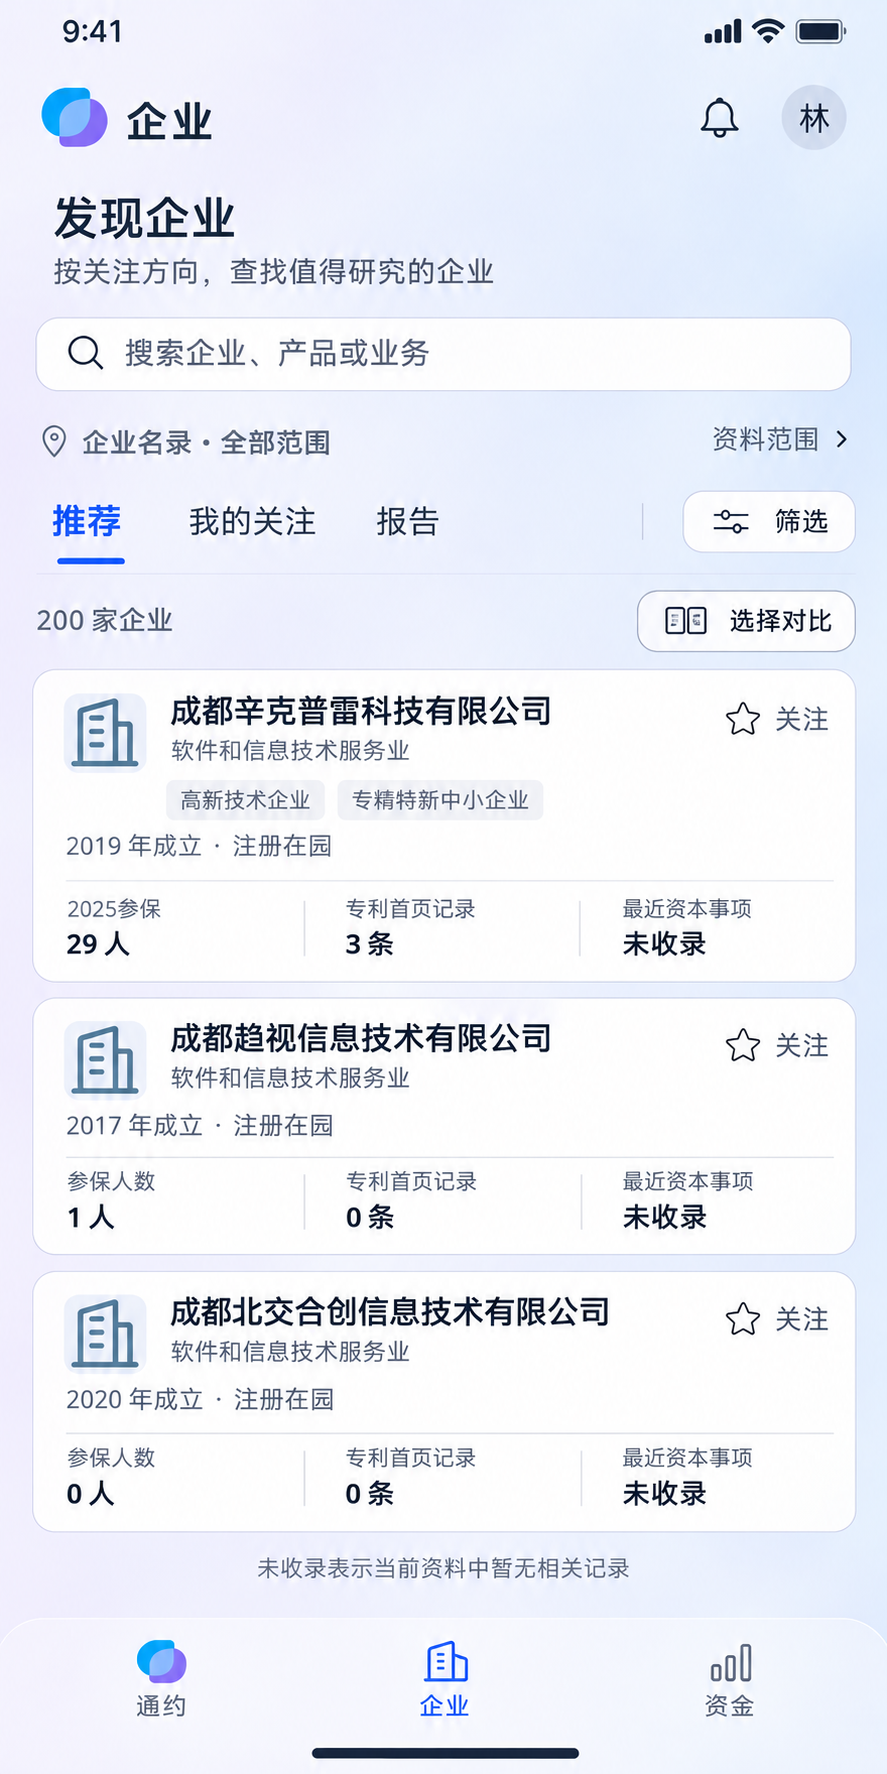 9:41
企业
林
发现企业
按关注方向，查找值得研究的企业
搜索企业、产品或业务
企业名录·全部范围
资料范围
推荐 我的关注 报告 筛选
200 家企业
选择对比
成都辛克普雷科技有限公司
关注
软件和信息技术服务业
高新技术企业 专精特新中小企业
2019 年成立 · 注册在园
2025参保 专利首页记录 最近资本事项
29 人 3 条 未收录
成都趋视信息技术有限公司
关注
软件和信息技术服务业
2017 年成立 · 注册在园
参保人数 专利首页记录 最近资本事项
1 人 0 条 未收录
成都北交合创信息技术有限公司
关注
软件和信息技术服务业
2020 年成立 · 注册在园
参保人数 专利首页记录 最近资本事项
0 人 0 条 未收录
未收录表示当前资料中暂无相关记录
通约 企业 资金